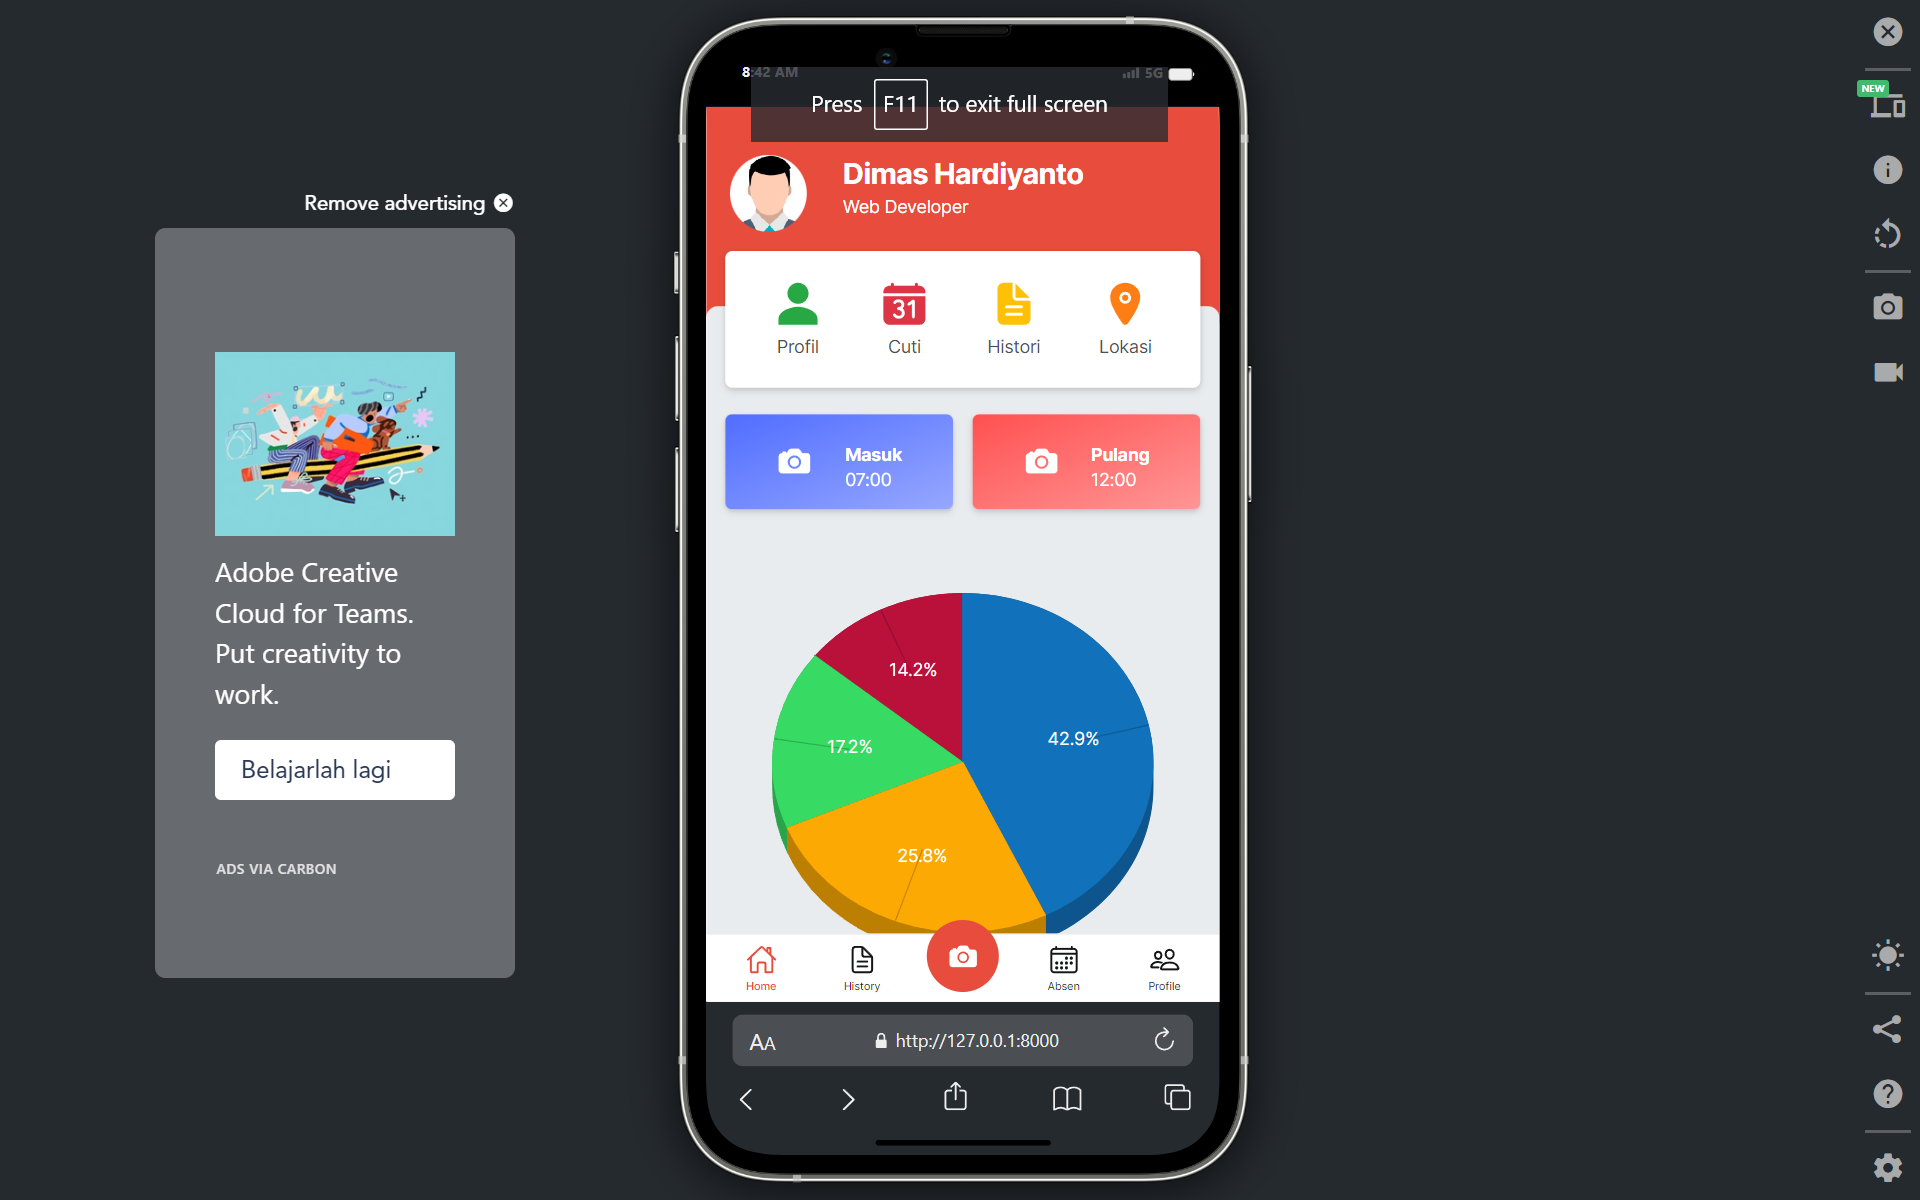 Remove advertising
Adobe Creative
Cloud for Teams.
Put creativity to
work.
Belajarlah lagi
ADS VIA CARBON
8:42 AM
5G
Press F11 to exit full screen
Dimas Hardiyanto
Web Developer
31
Profil
Cuti
Histori
Lokasi
Masuk
07:00
Pulang
12:00
14.2%
42.9%
17.2%
25.8%
Home
History
Absen
Profile
AA
http://127.0.0.1:8000
NEW